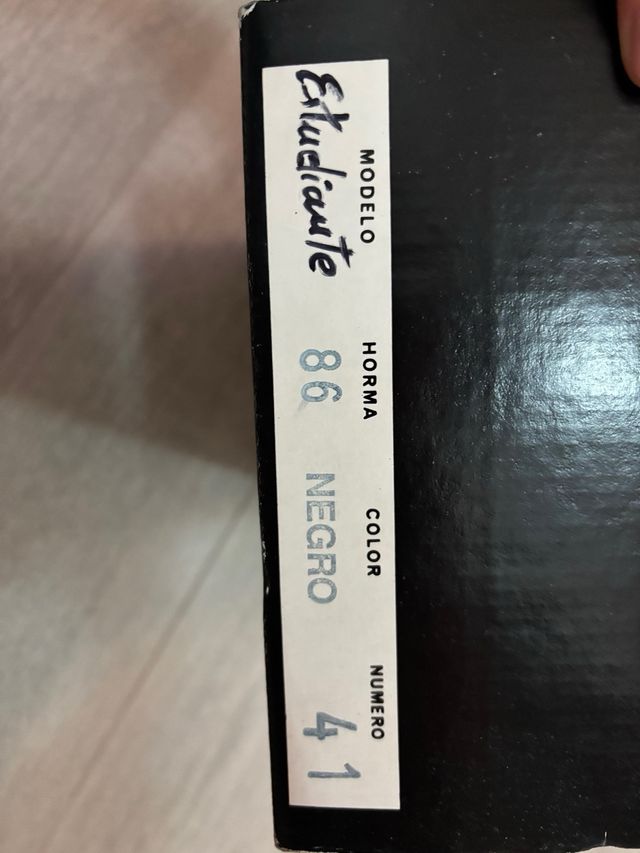 MODELO HORMA COLOR NUMERO
Estudiante 86 NEGRO 41